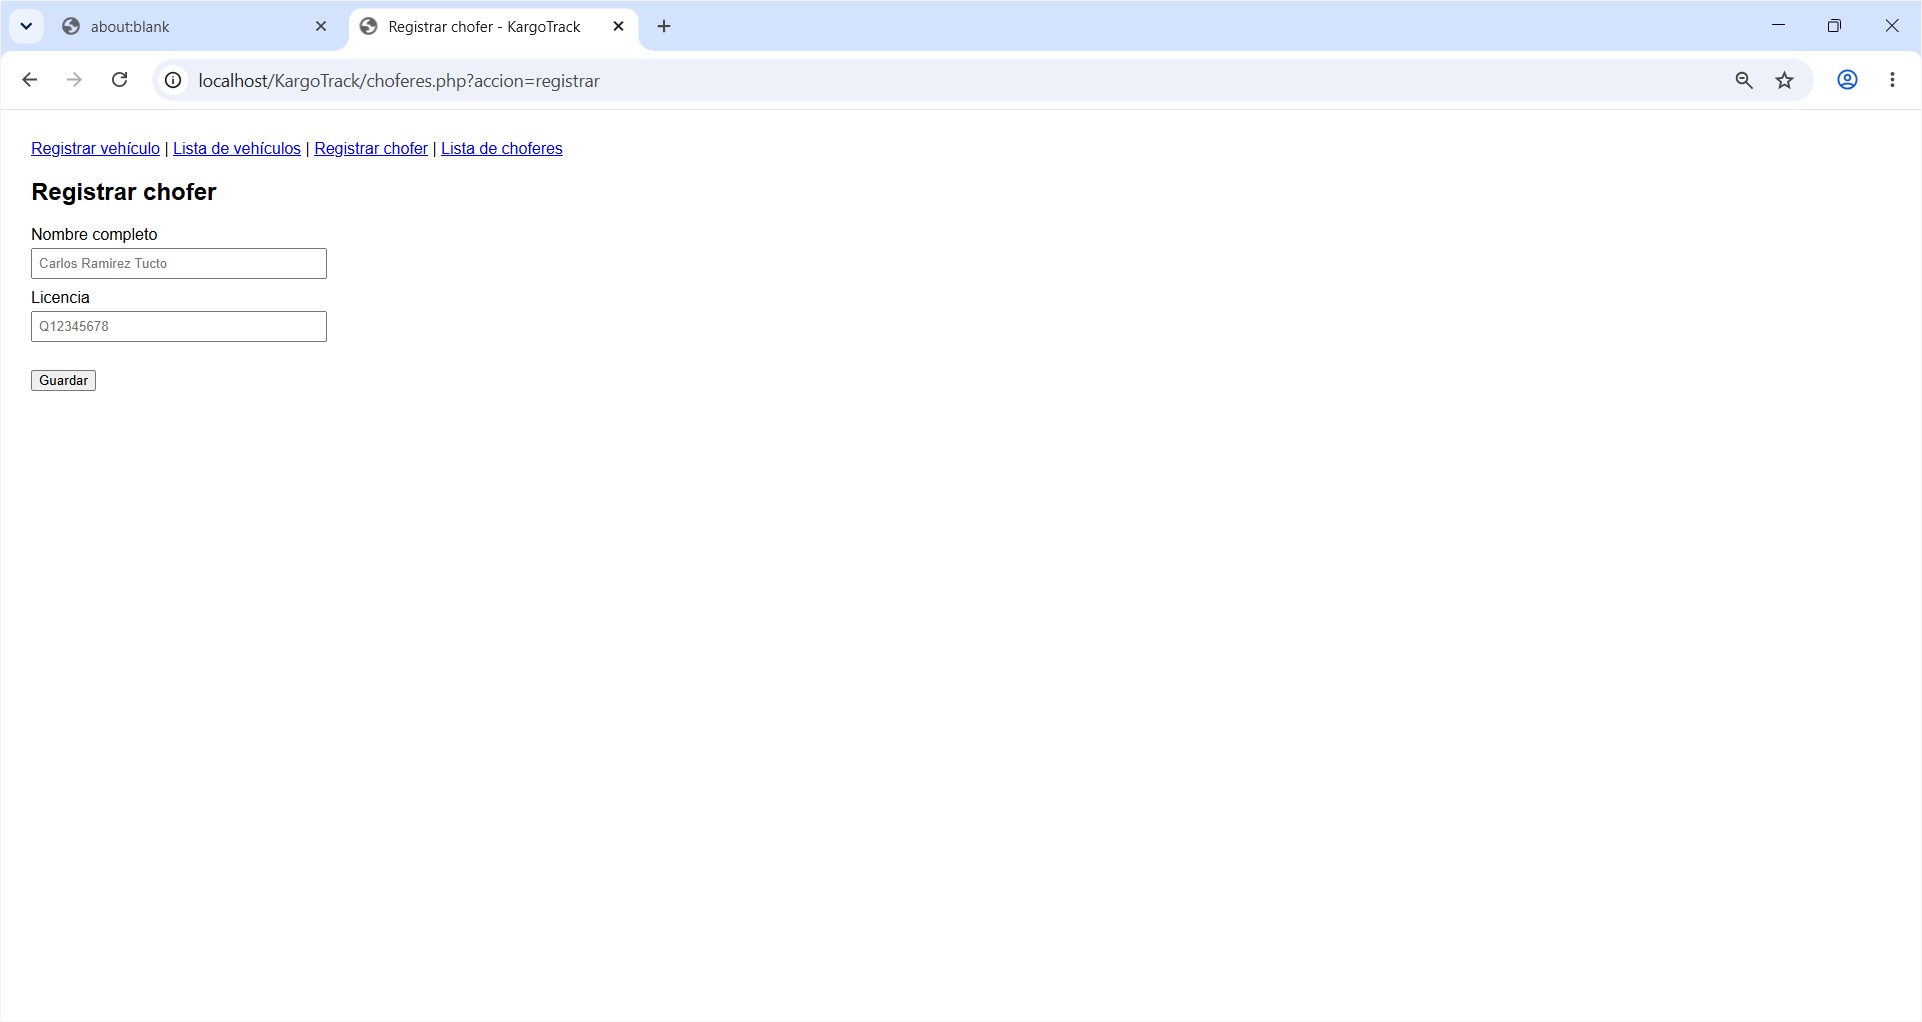 about:blank
Registrar chofer - KargoTrack
localhost/KargoTrack/choferes.php?accion=registrar
Registrar vehículo | Lista de vehículos | Registrar chofer | Lista de choferes
Registrar chofer
Nombre completo
Carlos Ramirez Tucto
Licencia
Q12345678
Guardar